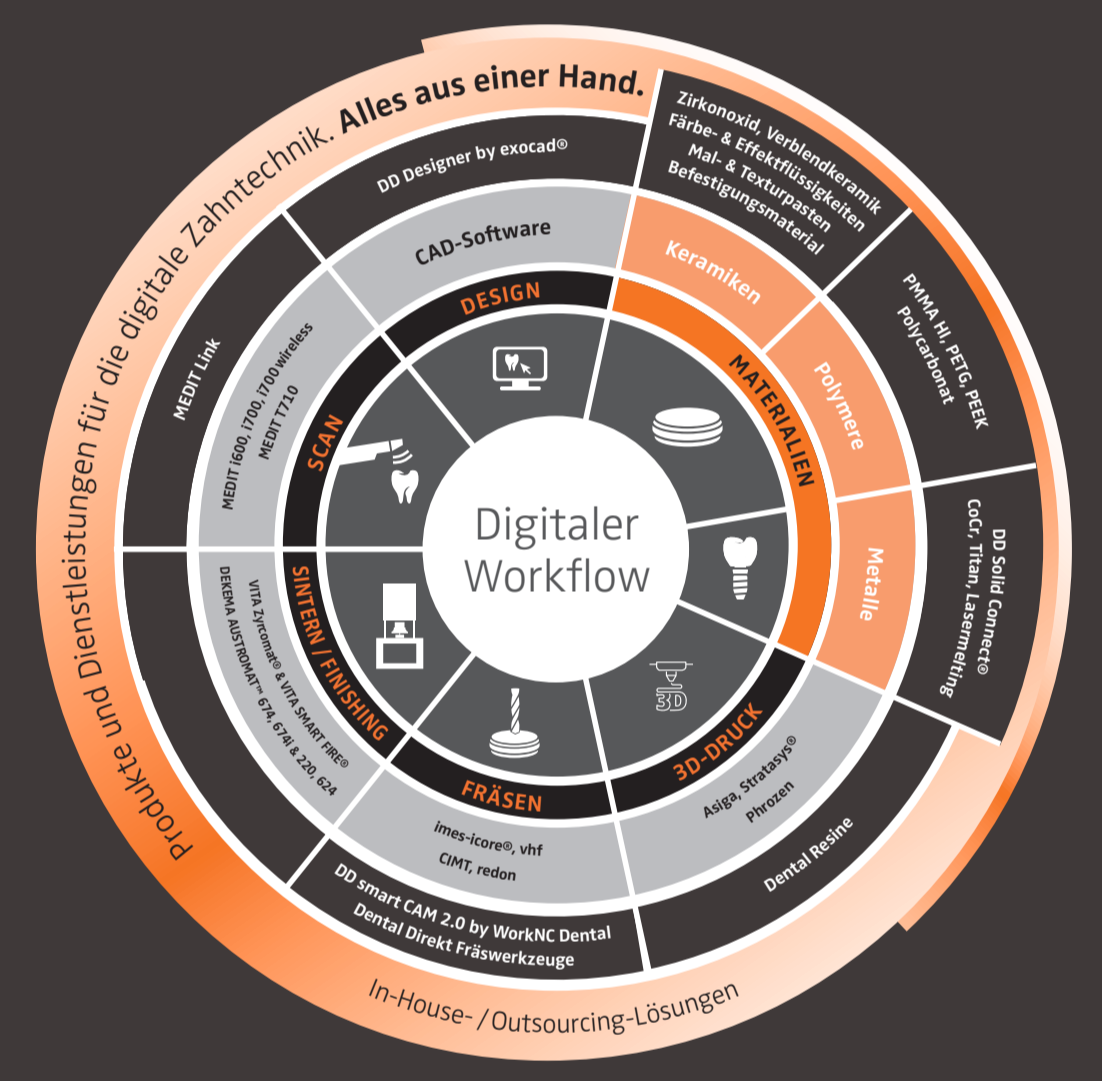 Produkte und Dienstleistungen für die digitale Zahntechnik. Alles aus einer Hand.
Digitaler
Workflow
DESIGN
CAD-Software
DD Designer by exocad®
MATERIALIEN
Keramiken
Zirkonoxid, Verblendkeramik
Färbe- & Effektflüssigkeiten
Mal- & Texturpasten
Befestigungsmaterial
Polymere
PMMA HI, PETG, PEEK
Polycarbonat
Metalle
DD Solid Connect®
CoCr, Titan, Lasermelting
3D
3D-DRUCK
Asiga, Stratasys®
Phrozen
Dental Resine
FRÄSEN
imes-icore®, vhf
CIMT, redon
DD smart CAM 2.0 by WorkNC Dental
Dental Direkt Fräswerkzeuge
SINTERN / FINISHING
VITA Zyrcomat® & VITA SMART FIRE®
DEKEMA AUSTROMAT™ 674, 674i & 220, 624
SCAN
MEDIT i600, i700, i700 wireless
MEDIT T710
MEDIT Link
In-House- / Outsourcing-Lösungen